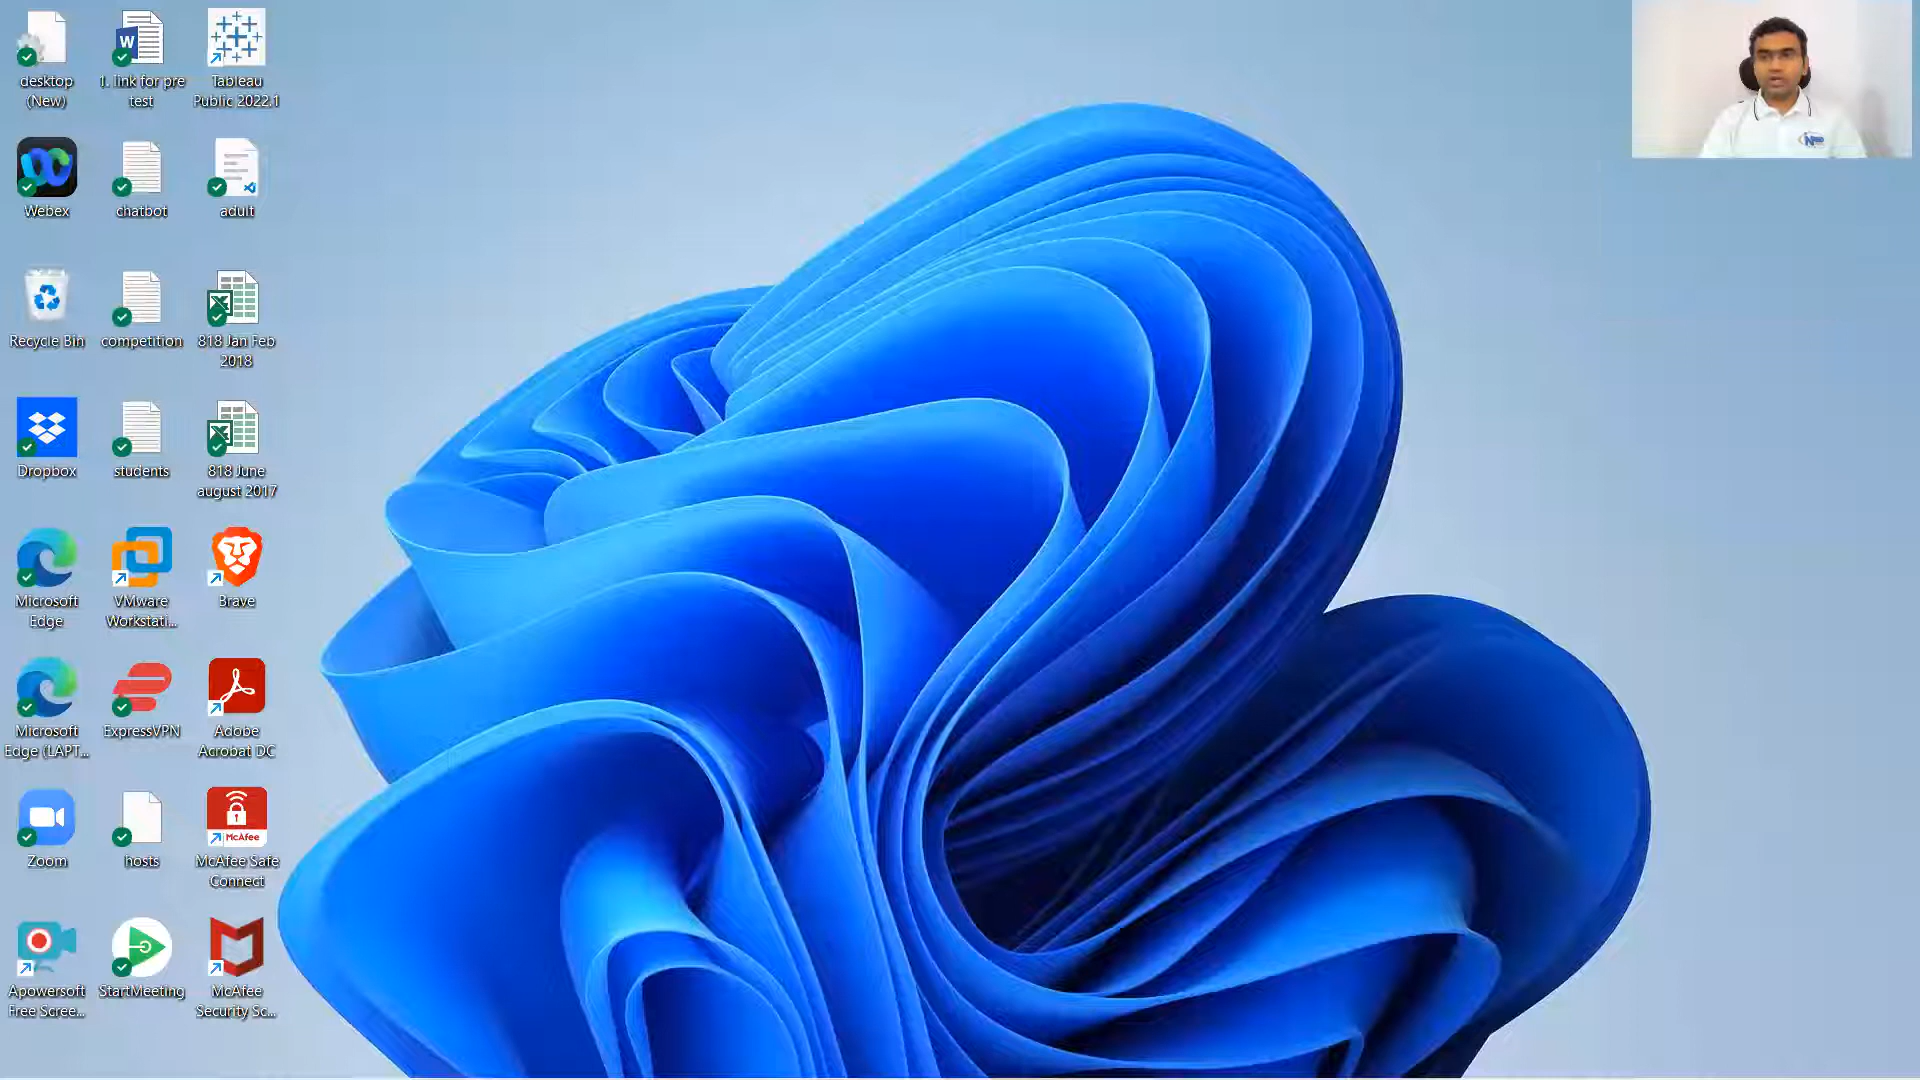 desktop
(New)
1. link for pre
test
Tableau
Public 2022.1
Webex
chatbot
adult
Recycle Bin
competition
818 Jan Feb
2018
Dropbox
students
818 June
august 2017
Microsoft
Edge
VMware
Workstati...
Brave
Microsoft
Edge (LAPT...
ExpressVPN
Adobe
Acrobat DC
Zoom
hosts
McAfee
McAfee Safe
Connect
Apowersoft
Free Scree...
StartMeeting
McAfee
Security Sc...